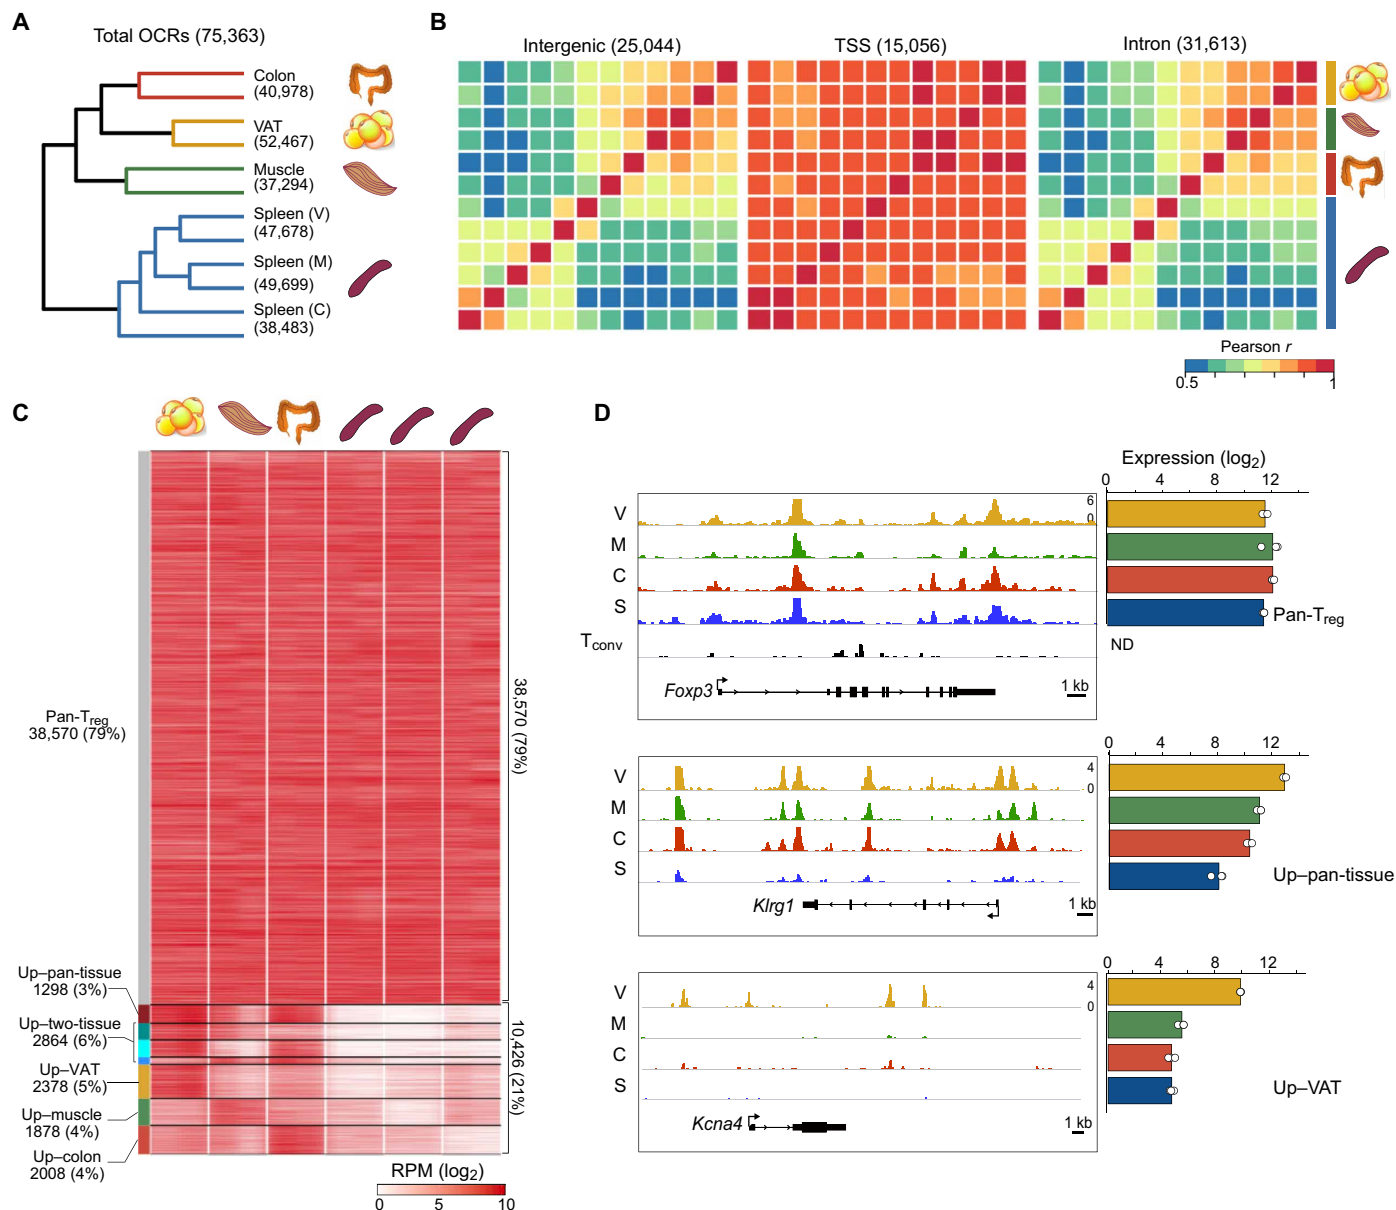 A
Total OCRs (75,363)
Colon
(40,978)
VAT
(52,467)
Muscle
(37,294)
Spleen (V)
(47,678)
Spleen (M)
(49,699)
Spleen (C)
(38,483)
B
Intergenic (25,044)
TSS (15,056)
Intron (31,613)
Pearson r
0.5 1
C
Pan-Treg
38,570 (79%)
38,570 (79%)
Up–pan-tissue
1298 (3%)
Up–two-tissue
2864 (6%)
Up–VAT
2378 (5%)
Up–muscle
1878 (4%)
Up–colon
2008 (4%)
10,426 (21%)
RPM (log2)
0 5 10
D
Expression (log2)
0 4 8 12
V
M
C
S
Tconv
6
0
Foxp3
1 kb
Pan-Treg
ND
0 4 8 12
V
M
C
S
4
0
Klrg1
1 kb
Up–pan-tissue
0 4 8 12
V
M
C
S
4
0
Kcna4
1 kb
Up–VAT